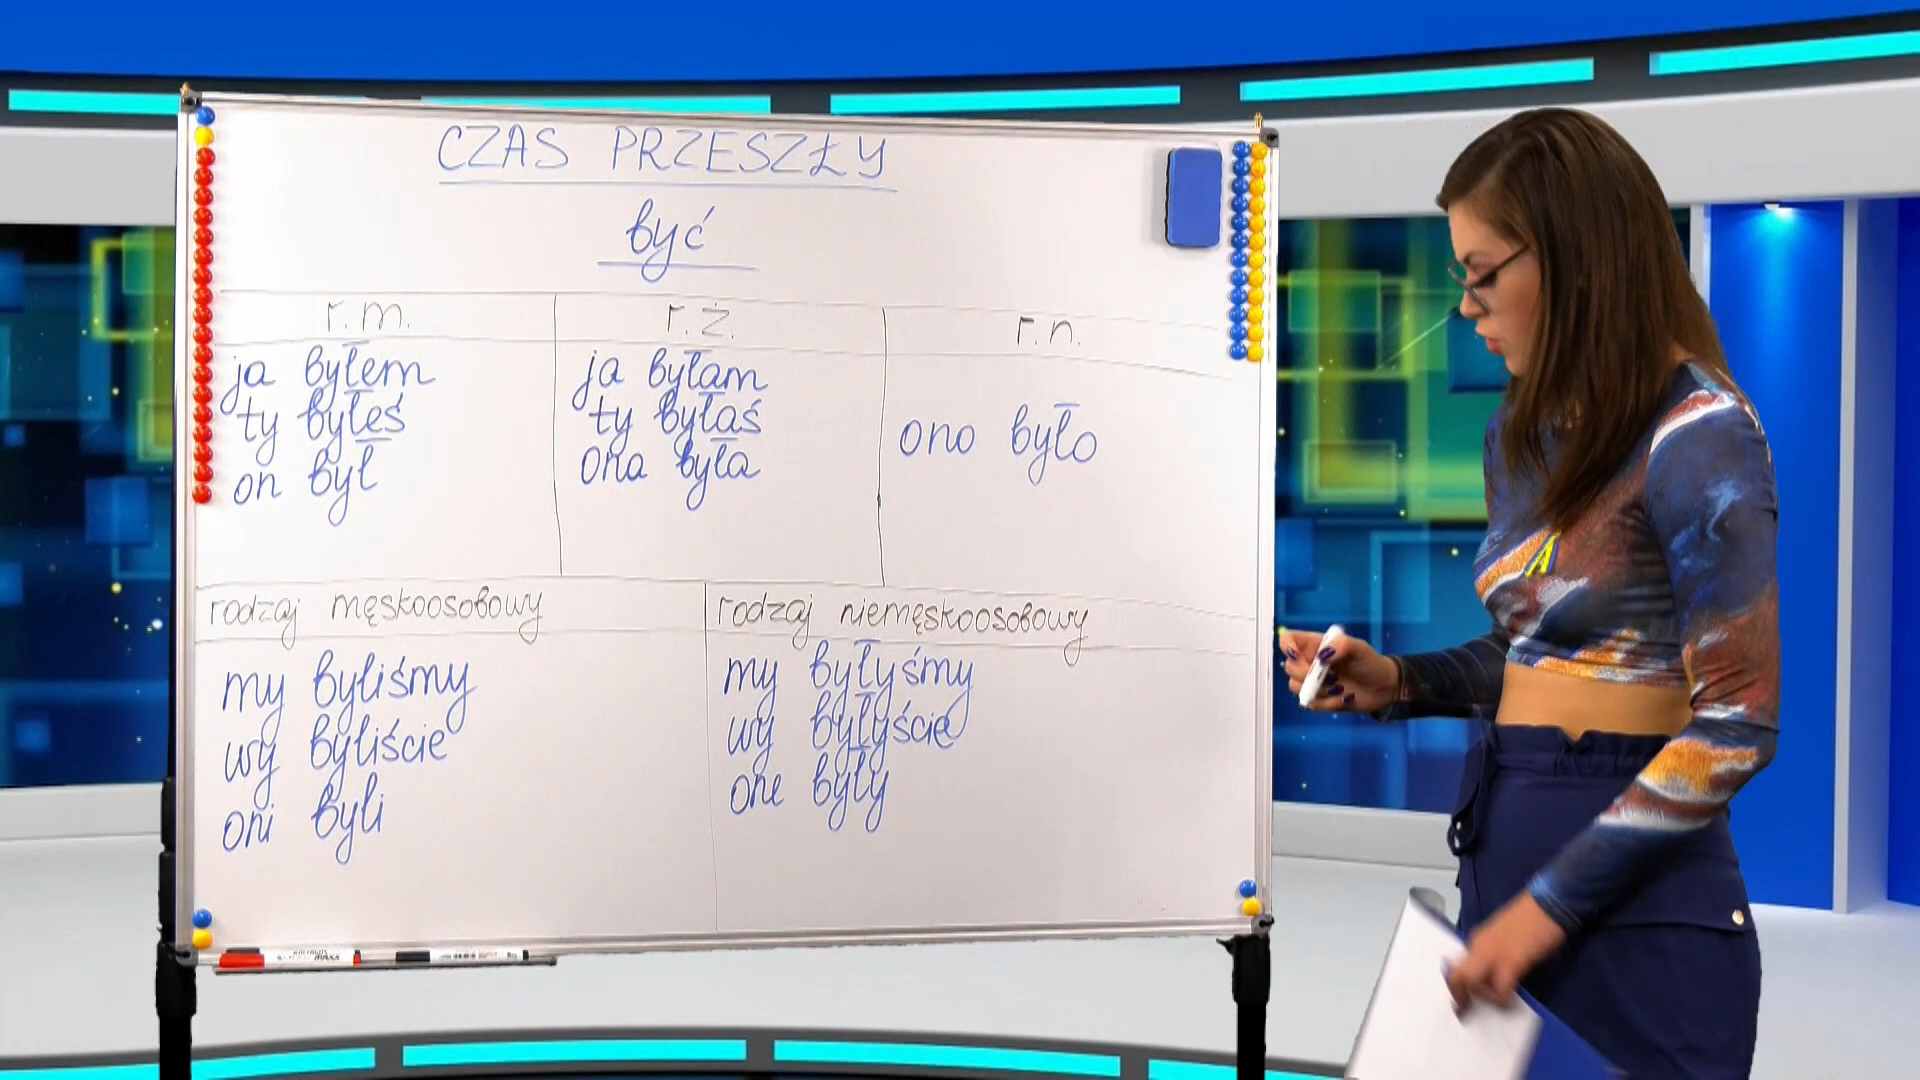 CZAS PRZESZŁY
być
r.m. r.ż. r.n.
ja byłem
ty byłeś
on był
ja byłam
ty byłaś
ona była
ono było
rodzaj męskoosobowy
my byliśmy
wy byliście
oni byli
rodzaj niemęskoosobowy
my byłyśmy
wy byłyście
one były